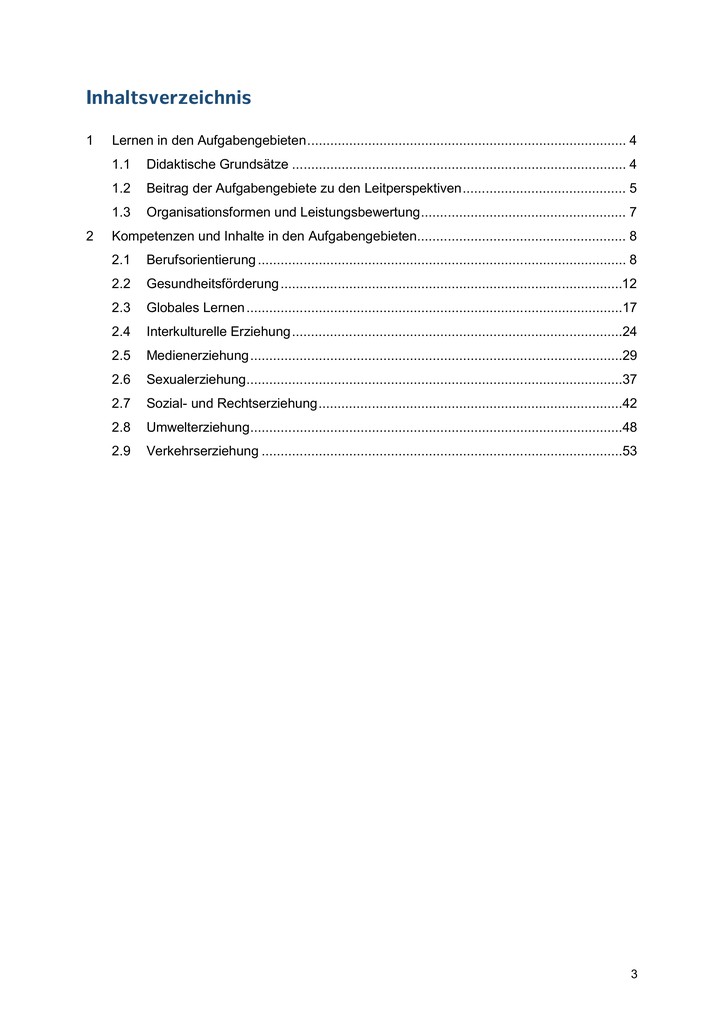 Inhaltsverzeichnis
1 Lernen in den Aufgabengebieten.................................................................................... 4
1.1 Didaktische Grundsätze ........................................................................................ 4
1.2 Beitrag der Aufgabengebiete zu den Leitperspektiven........................................... 5
1.3 Organisationsformen und Leistungsbewertung...................................................... 7
2 Kompetenzen und Inhalte in den Aufgabengebieten....................................................... 8
2.1 Berufsorientierung ................................................................................................. 8
2.2 Gesundheitsförderung..........................................................................................12
2.3 Globales Lernen...................................................................................................17
2.4 Interkulturelle Erziehung.......................................................................................24
2.5 Medienerziehung..................................................................................................29
2.6 Sexualerziehung...................................................................................................37
2.7 Sozial- und Rechtserziehung................................................................................42
2.8 Umwelterziehung..................................................................................................48
2.9 Verkehrserziehung ...............................................................................................53
3